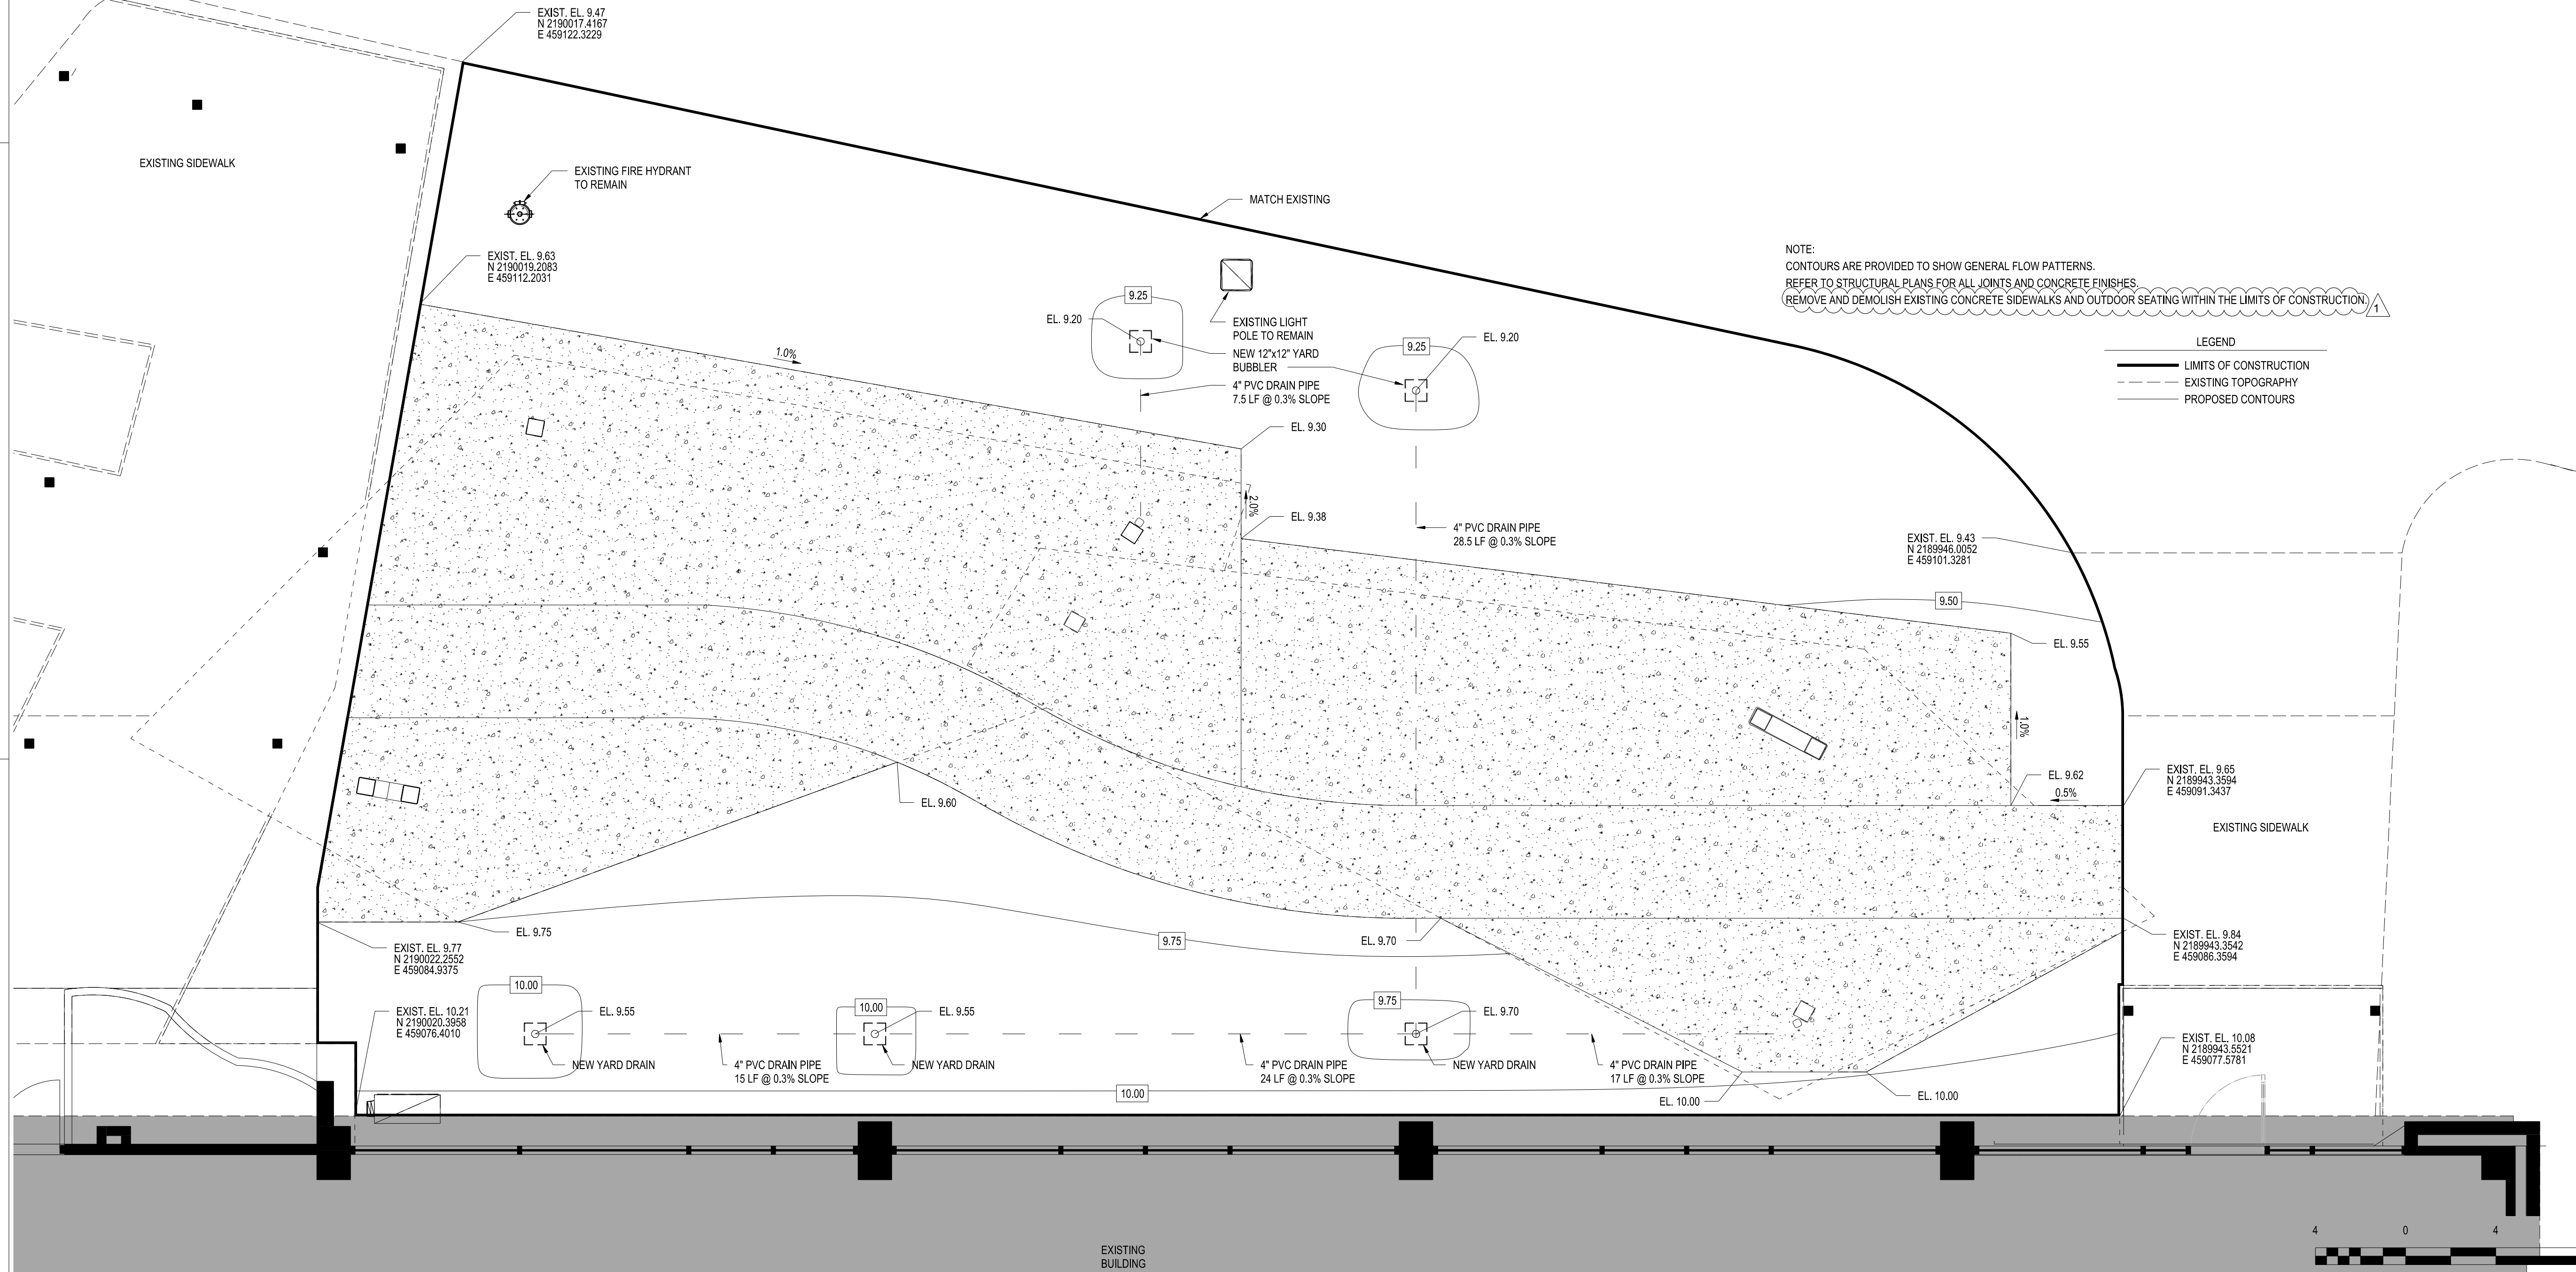 EXIST. EL. 9.47
N 2190017.4167
E 459122.3229
EXISTING SIDEWALK
EXISTING FIRE HYDRANT
TO REMAIN
MATCH EXISTING
EXIST. EL. 9.63
N 2190019.2083
E 459112.2031
NOTE:
CONTOURS ARE PROVIDED TO SHOW GENERAL FLOW PATTERNS.
REFER TO STRUCTURAL PLANS FOR ALL JOINTS AND CONCRETE FINISHES.
REMOVE AND DEMOLISH EXISTING CONCRETE SIDEWALKS AND OUTDOOR SEATING WITHIN THE LIMITS OF CONSTRUCTION.
1
LEGEND
LIMITS OF CONSTRUCTION
EXISTING TOPOGRAPHY
PROPOSED CONTOURS
9.25
EL. 9.20
EXISTING LIGHT
POLE TO REMAIN
NEW 12"x12" YARD
BUBBLER
4" PVC DRAIN PIPE
7.5 LF @ 0.3% SLOPE
9.25
EL. 9.20
1.0%
EL. 9.30
2.0%
EL. 9.38
4" PVC DRAIN PIPE
28.5 LF @ 0.3% SLOPE
EXIST. EL. 9.43
N 2189946.0052
E 459101.3281
9.50
EL. 9.55
1.0%
EL. 9.62
0.5%
EXIST. EL. 9.65
N 2189943.3594
E 459091.3437
EXISTING SIDEWALK
EL. 9.60
EL. 9.75
9.75
EL. 9.70
EXIST. EL. 9.84
N 2189943.3542
E 459086.3594
EXIST. EL. 9.77
N 2190022.2552
E 459084.9375
EXIST. EL. 10.21
N 2190020.3958
E 459076.4010
10.00
EL. 9.55
NEW YARD DRAIN
4" PVC DRAIN PIPE
15 LF @ 0.3% SLOPE
10.00
EL. 9.55
NEW YARD DRAIN
4" PVC DRAIN PIPE
24 LF @ 0.3% SLOPE
9.75
EL. 9.70
NEW YARD DRAIN
4" PVC DRAIN PIPE
17 LF @ 0.3% SLOPE
EXIST. EL. 10.08
N 2189943.5521
E 459077.5781
10.00
EL. 10.00
EL. 10.00
EXISTING
BUILDING
4 0 4